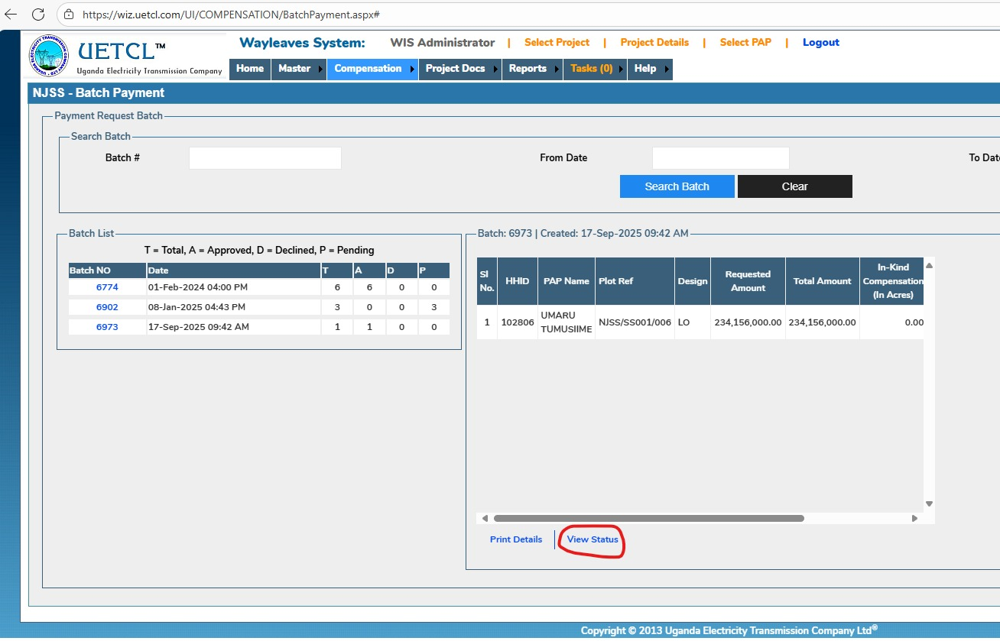 https://wiz.uetcl.com/UI/COMPENSATION/BatchPayment.aspx#
UETCL™
Uganda Electricity Transmission Company
Wayleaves System: WIS Administrator | Select Project | Project Details | Select PAP | Logout
Home Master Compensation Project Docs Reports Tasks (0) Help
NJSS - Batch Payment
Payment Request Batch
Search Batch
Batch # From Date To Date
Search Batch Clear
Batch List
T = Total, A = Approved, D = Declined, P = Pending
Batch NO Date T A D P
6774 01-Feb-2024 04:00 PM 6 6 0 0
6902 08-Jan-2025 04:43 PM 3 0 0 3
6973 17-Sep-2025 09:42 AM 1 1 0 0
Batch: 6973 | Created: 17-Sep-2025 09:42 AM
Sl No. HHID PAP Name Plot Ref Design Requested Amount Total Amount In-Kind Compensation (In Acres)
1 102806 UMARU TUMUSIIME NJSS/SS001/006 LO 234,156,000.00 234,156,000.00 0.00
Print Details | View Status
Copyright © 2013 Uganda Electricity Transmission Company Ltd®